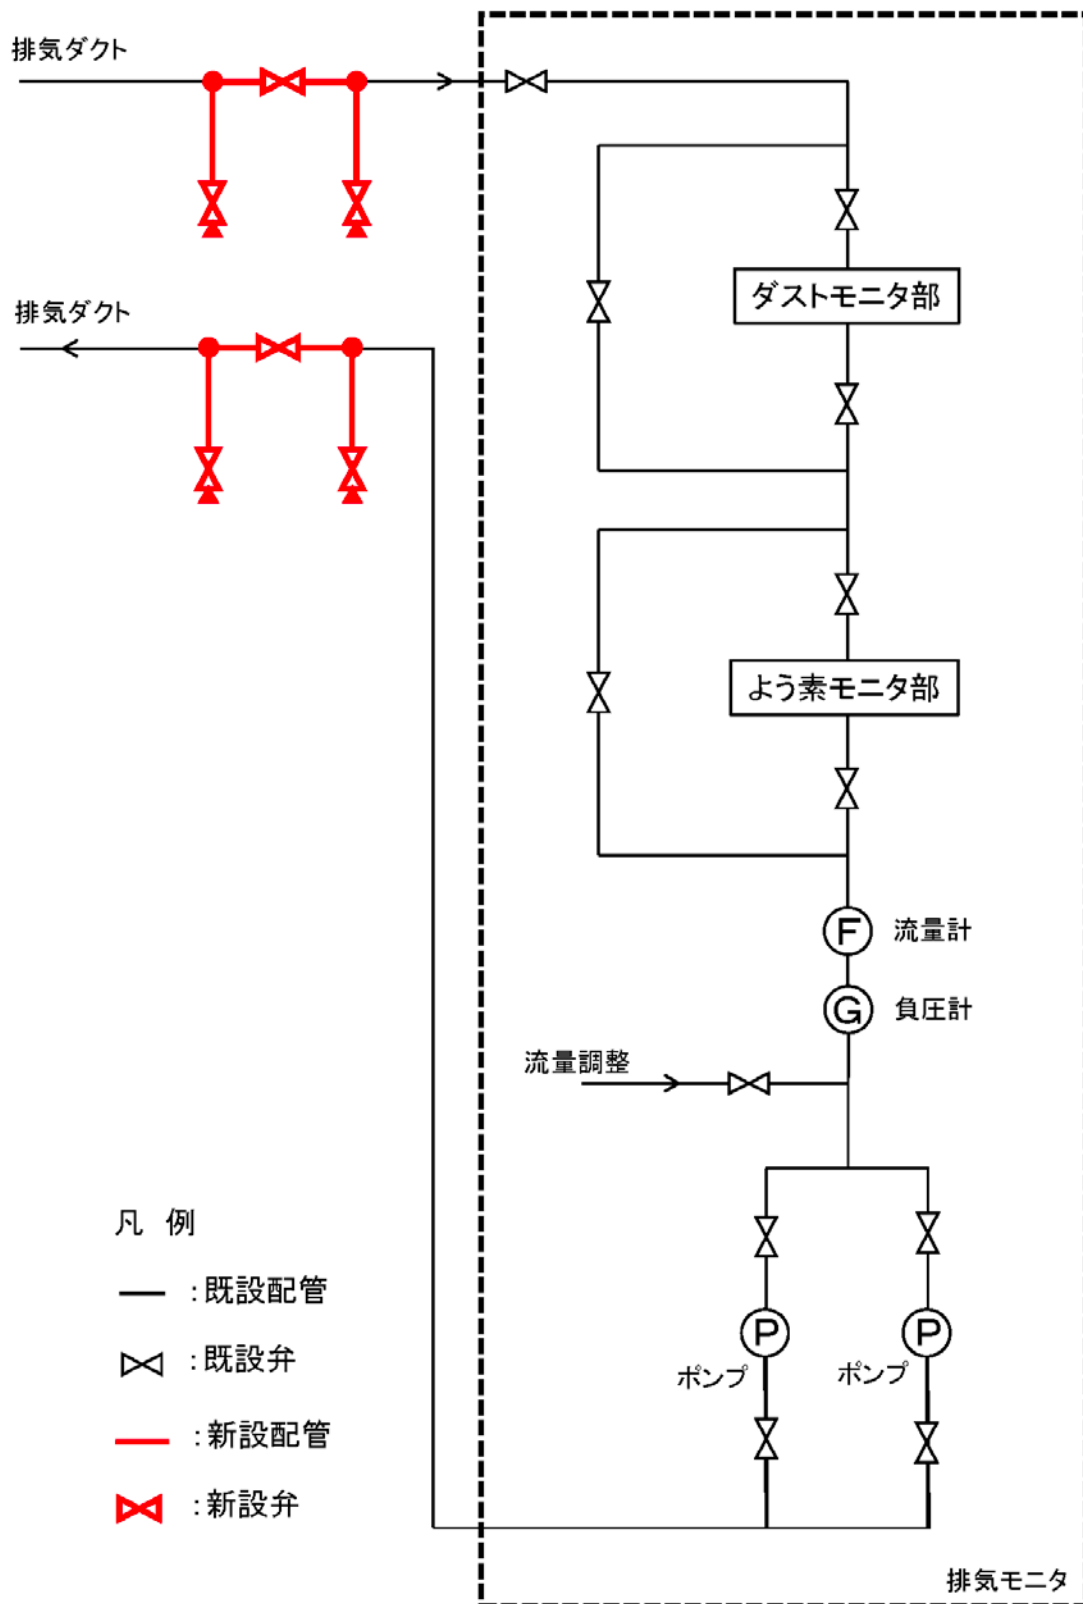 排気ダクト
排気ダクト
ダストモニタ部
よう素モニタ部
F 流量計
G 負圧計
流量調整
P P
ポンプ ポンプ
凡 例
:既設配管
:既設弁
:新設配管
:新設弁
排気モニタ